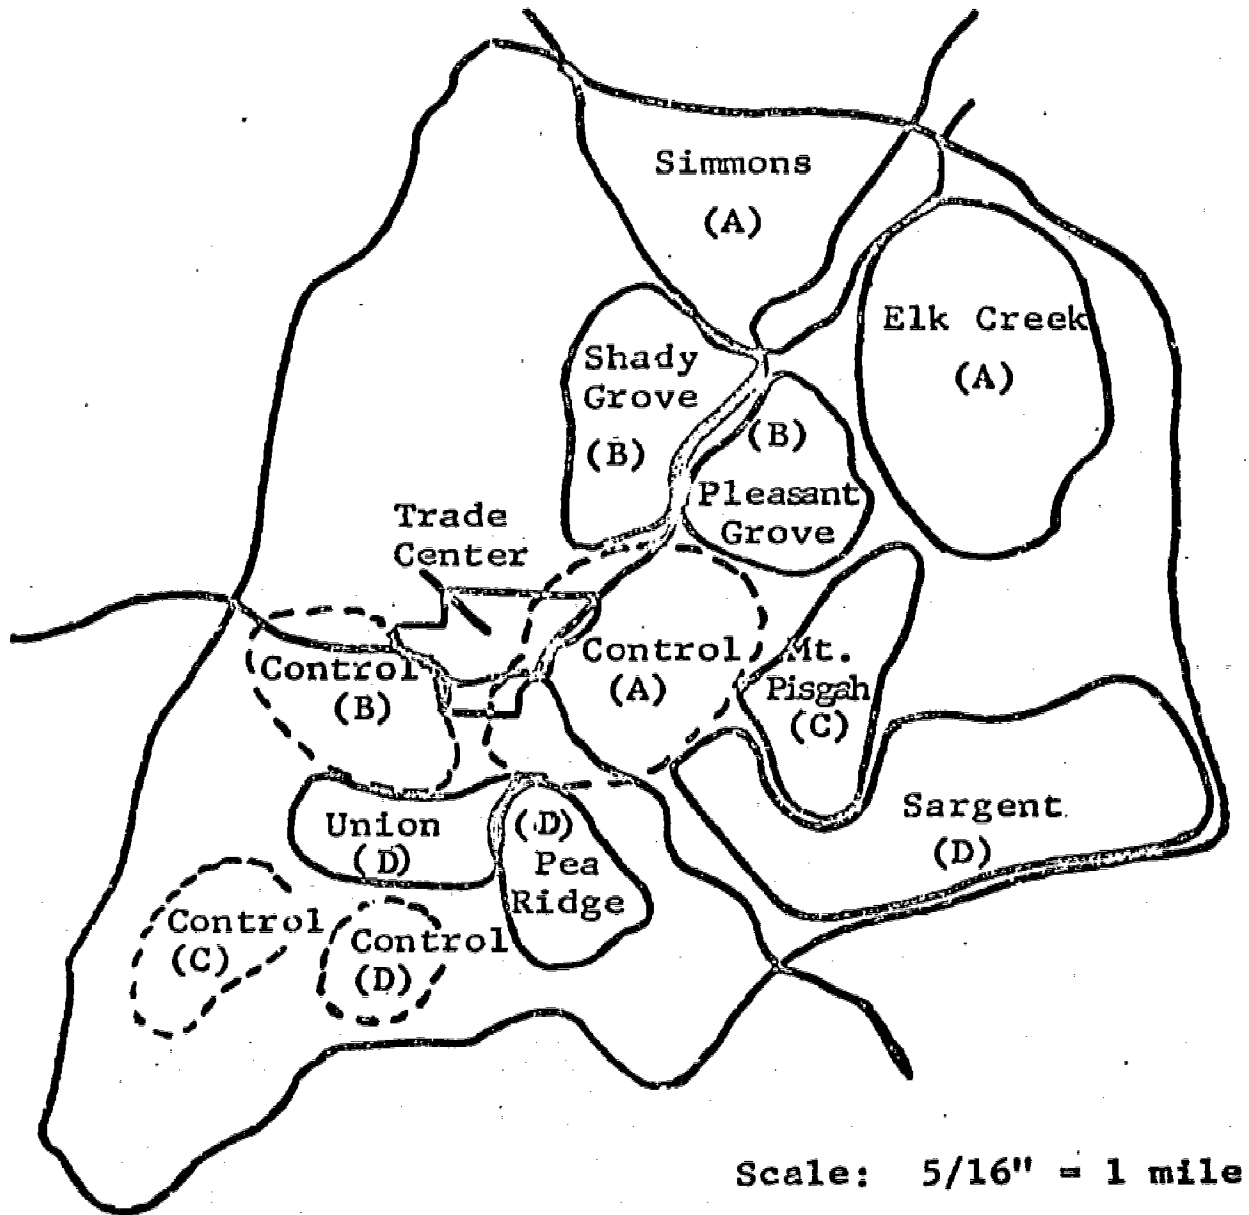 Simmons
(A)
Elk Creek
(A)
Shady
Grove
(B)
(B)
Pleasant
Grove
Trade
Center
Control
(A)
Mt.
Pisgah
(C)
Control
(B)
Sargent
(D)
Union
(D)
(D)
Pea
Ridge
Control
(C)
Control
(D)
Scale: 5/16" = 1 mile